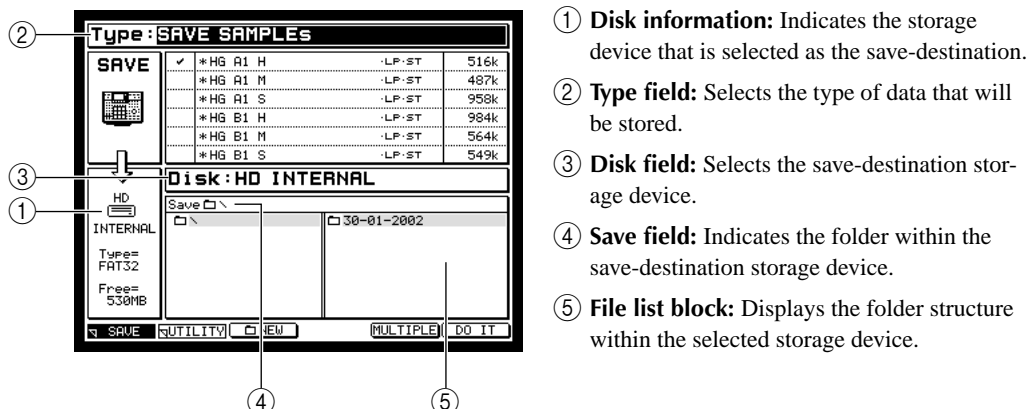 Type:SAVE SAMPLEs
SAVE
✓ *HG A1 H ·LP·ST 516k
*HG A1 M ·LP·ST 487k
*HG A1 S ·LP·ST 958k
*HG B1 H ·LP·ST 984k
*HG B1 M ·LP·ST 564k
*HG B1 S ·LP·ST 549k
Disk:HD INTERNAL
HD
INTERNAL
Type=
FAT32
Free=
530MB
Save \
\
30-01-2002
SAVE UTILITY NEW MULTIPLE DO IT
②
③
①
④
⑤
① Disk information: Indicates the storage
device that is selected as the save-destination.
② Type field: Selects the type of data that will
be stored.
③ Disk field: Selects the save-destination stor-
age device.
④ Save field: Indicates the folder within the
save-destination storage device.
⑤ File list block: Displays the folder structure
within the selected storage device.